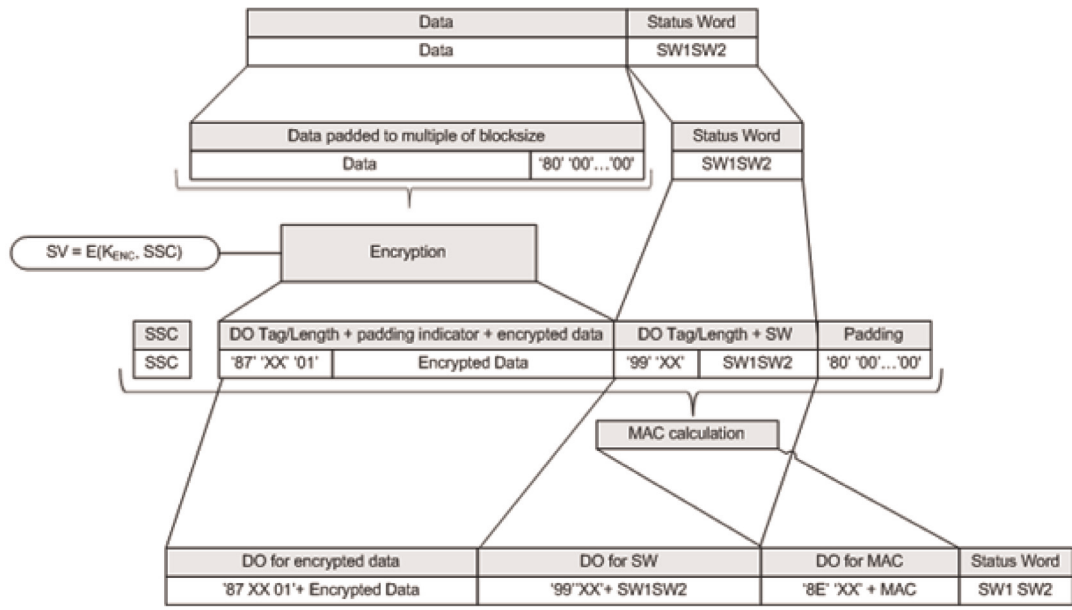 Data Status Word
Data SW1SW2
Data padded to multiple of blocksize Status Word
Data '80' '00'...'00' SW1SW2
SV = E(KENC, SSC) Encryption
SSC DO Tag/Length + padding indicator + encrypted data DO Tag/Length + SW Padding
SSC '87' 'XX' '01' Encrypted Data '99' 'XX' SW1SW2 '80' '00'...'00'
MAC calculation
DO for encrypted data DO for SW DO for MAC Status Word
'87 XX 01'+ Encrypted Data '99''XX'+ SW1SW2 '8E' 'XX' + MAC SW1 SW2